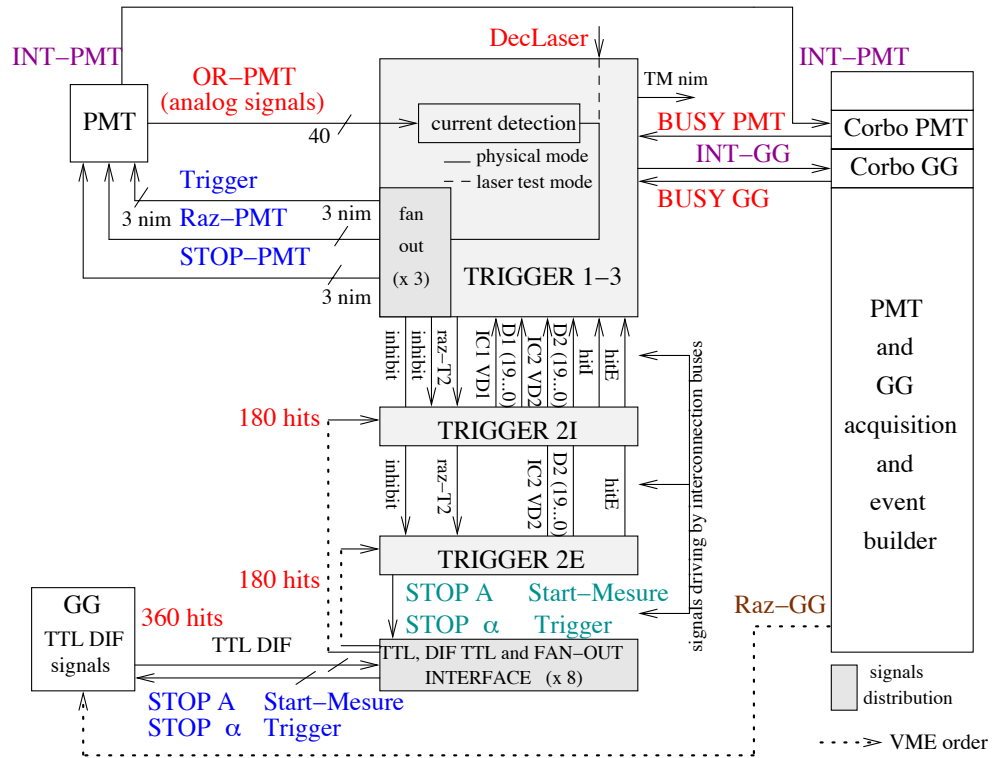 DecLaser
INT−PMT
INT−PMT
OR−PMT
(analog signals)
TM nim
PMT
40
current detection
BUSY PMT
Corbo PMT
physical mode
INT−GG
Corbo GG
laser test mode
Trigger
BUSY GG
3 nim
3 nim
Raz−PMT
fan
out
(x 3)
STOP−PMT
TRIGGER 1−3
3 nim
PMT
and
GG
acquisition
and
event
builder
inhibit
inhibit
raz−T2
IC1 VD1
D1 (19...0)
IC2 VD2
D2 (19...0)
hitI
hitE
180 hits
TRIGGER 2I
inhibit
raz−T2
IC2 VD2
D2 (19...0)
hitE
signals driving by interconnection buses
TRIGGER 2E
180 hits
STOP A Start−Mesure
STOP α Trigger
Raz−GG
GG
TTL DIF
signals
360 hits
TTL DIF
TTL, DIF TTL and FAN−OUT
INTERFACE (x 8)
STOP A Start−Mesure
STOP α Trigger
signals
distribution
VME order